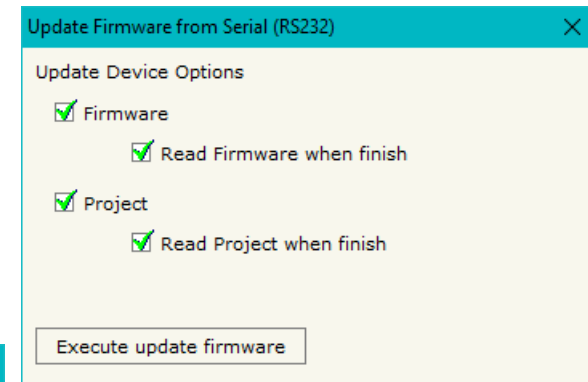 Update Firmware from Serial (RS232)
Update Device Options
Firmware
Read Firmware when finish
Project
Read Project when finish
Execute update firmware